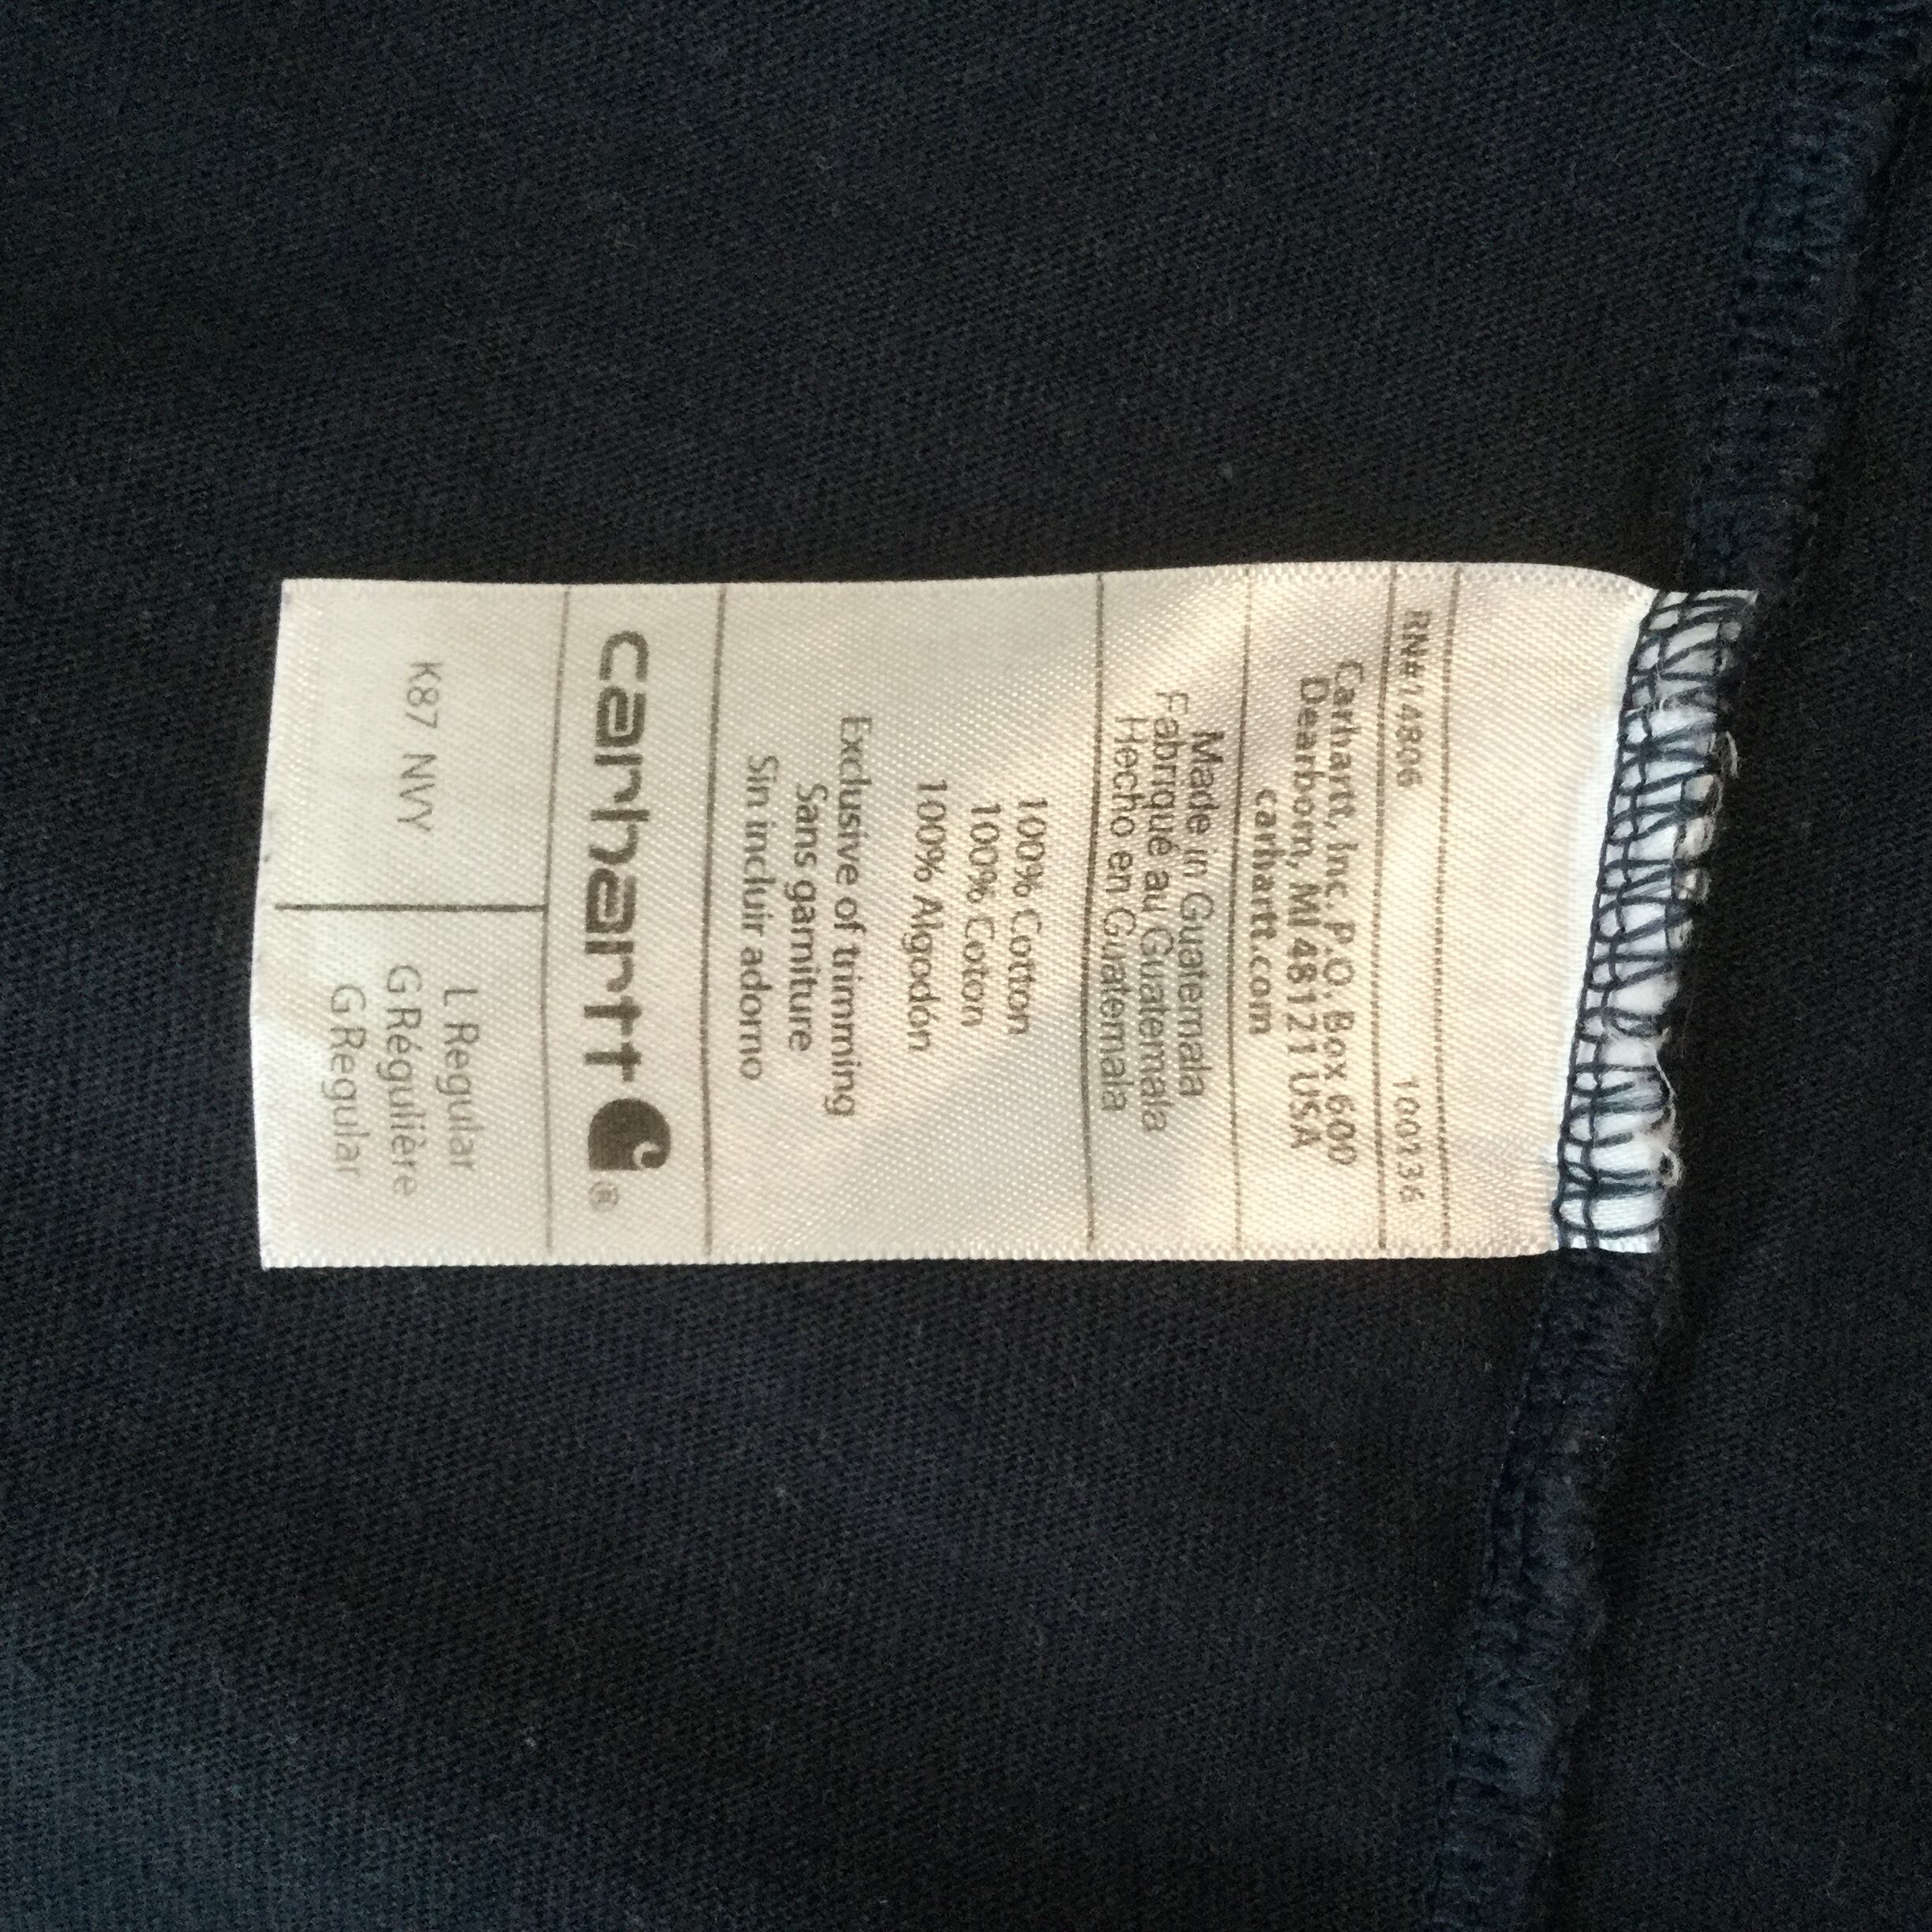 RN# 14806 100136
Carhartt, Inc. P.O. Box 600
Dearborn, MI 48121 USA
carhartt.com
Made in Guatemala
Fabriqué au Guatemala
Hecho en Guatemala
100% Cotton
100% Coton
100% Algodón
Exclusive of trimming
Sans garniture
Sin incluir adorno
carhartt ®
K87 NVY
L Regular
G Régulière
G Regular